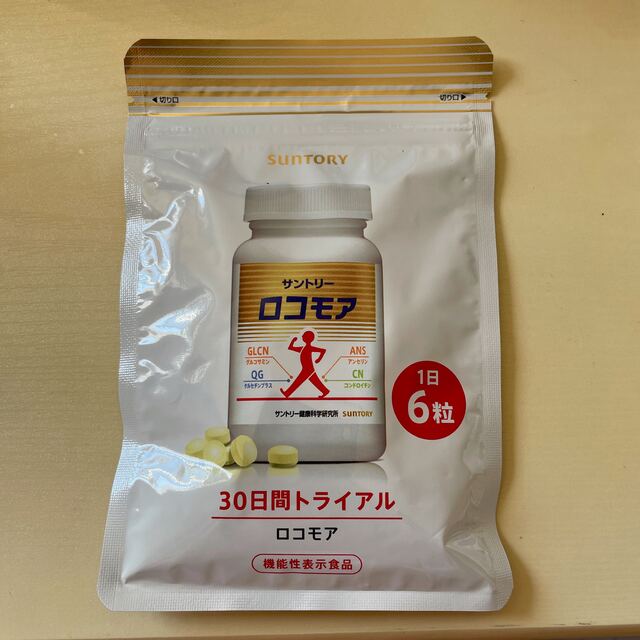 ◀切り口
切り口▶
SUNTORY
サントリー
ロコモア
GLCN
グルコサミン
ANS
アンセリン
QG
ケルセチンプラス
CN
コンドロイチン
サントリー健康科学研究所 SUNTORY
1日
6粒
30日間トライアル
ロコモア
機能性表示食品